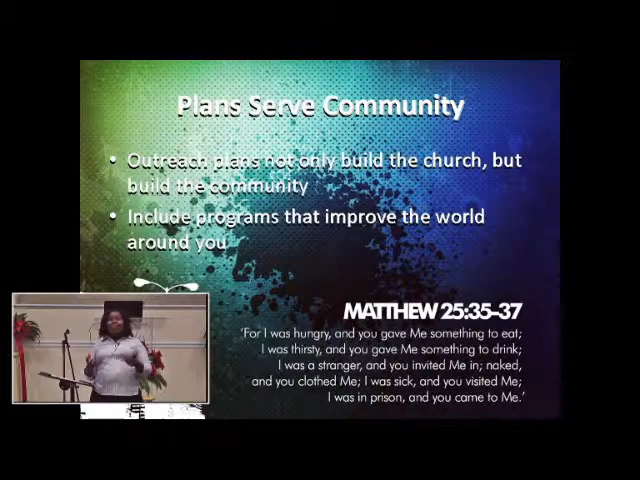 Plans Serve Community
• Outreach plans not only build the church, but
build the community
• Include programs that improve the world
around you
MATTHEW 25:35-37
'For I was hungry, and you gave Me something to eat;
I was thirsty, and you gave Me something to drink;
I was a stranger, and you invited Me in; naked,
and you clothed Me; I was sick, and you visited Me;
I was in prison, and you came to Me.'